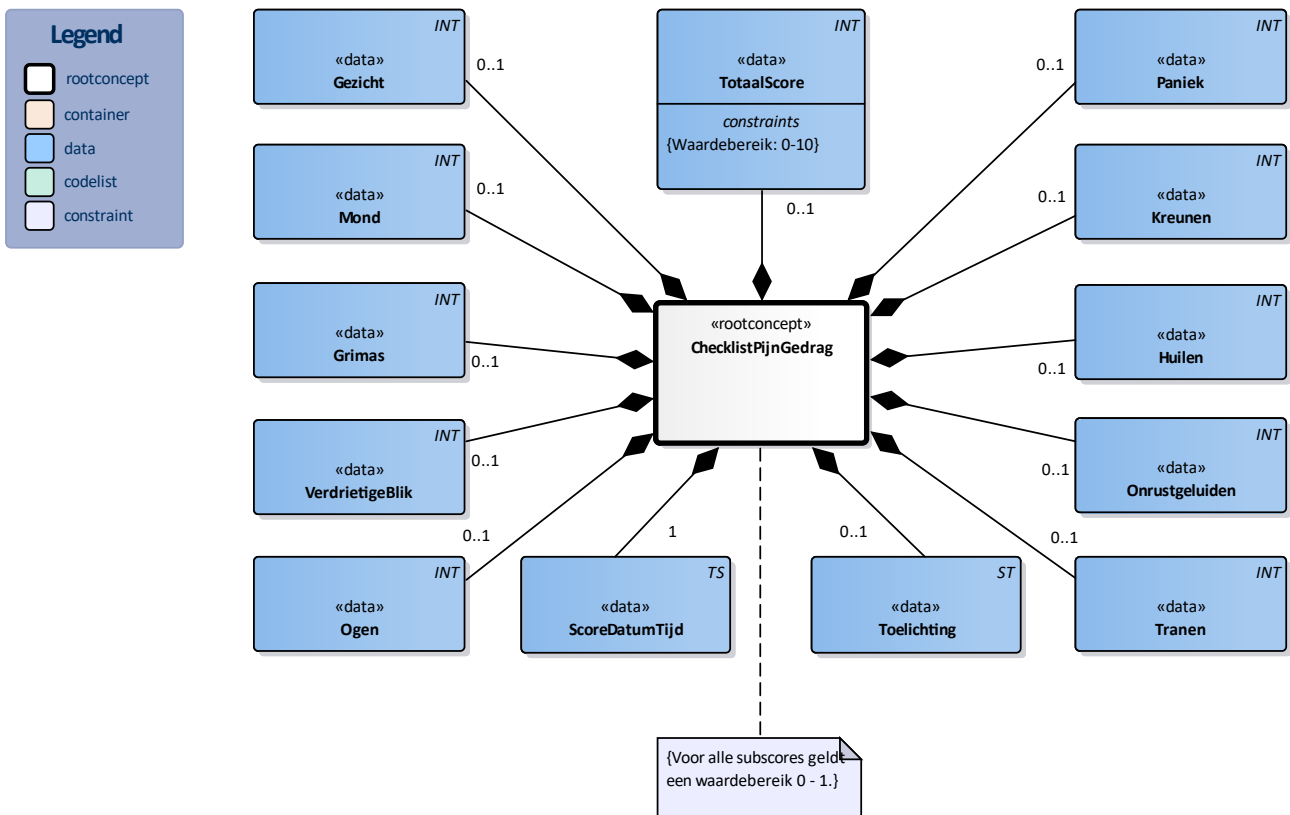 Legend
rootconcept
container
data
codelist
constraint
INT
«data»
Gezicht
0..1
INT
«data»
Mond
0..1
INT
«data»
Grimas
0..1
INT
«data»
VerdrietigeBlik
0..1
INT
«data»
Ogen
0..1
INT
«data»
TotaalScore
constraints
{Waardebereik: 0-10}
0..1
«rootconcept»
ChecklistPijnGedrag
1
TS
«data»
ScoreDatumTijd
0..1
ST
«data»
Toelichting
{Voor alle subscores geldt
een waardebereik 0 - 1.}
INT
«data»
Paniek
0..1
INT
«data»
Kreunen
0..1
INT
«data»
Huilen
0..1
INT
«data»
Onrustgeluiden
0..1
INT
«data»
Tranen
0..1